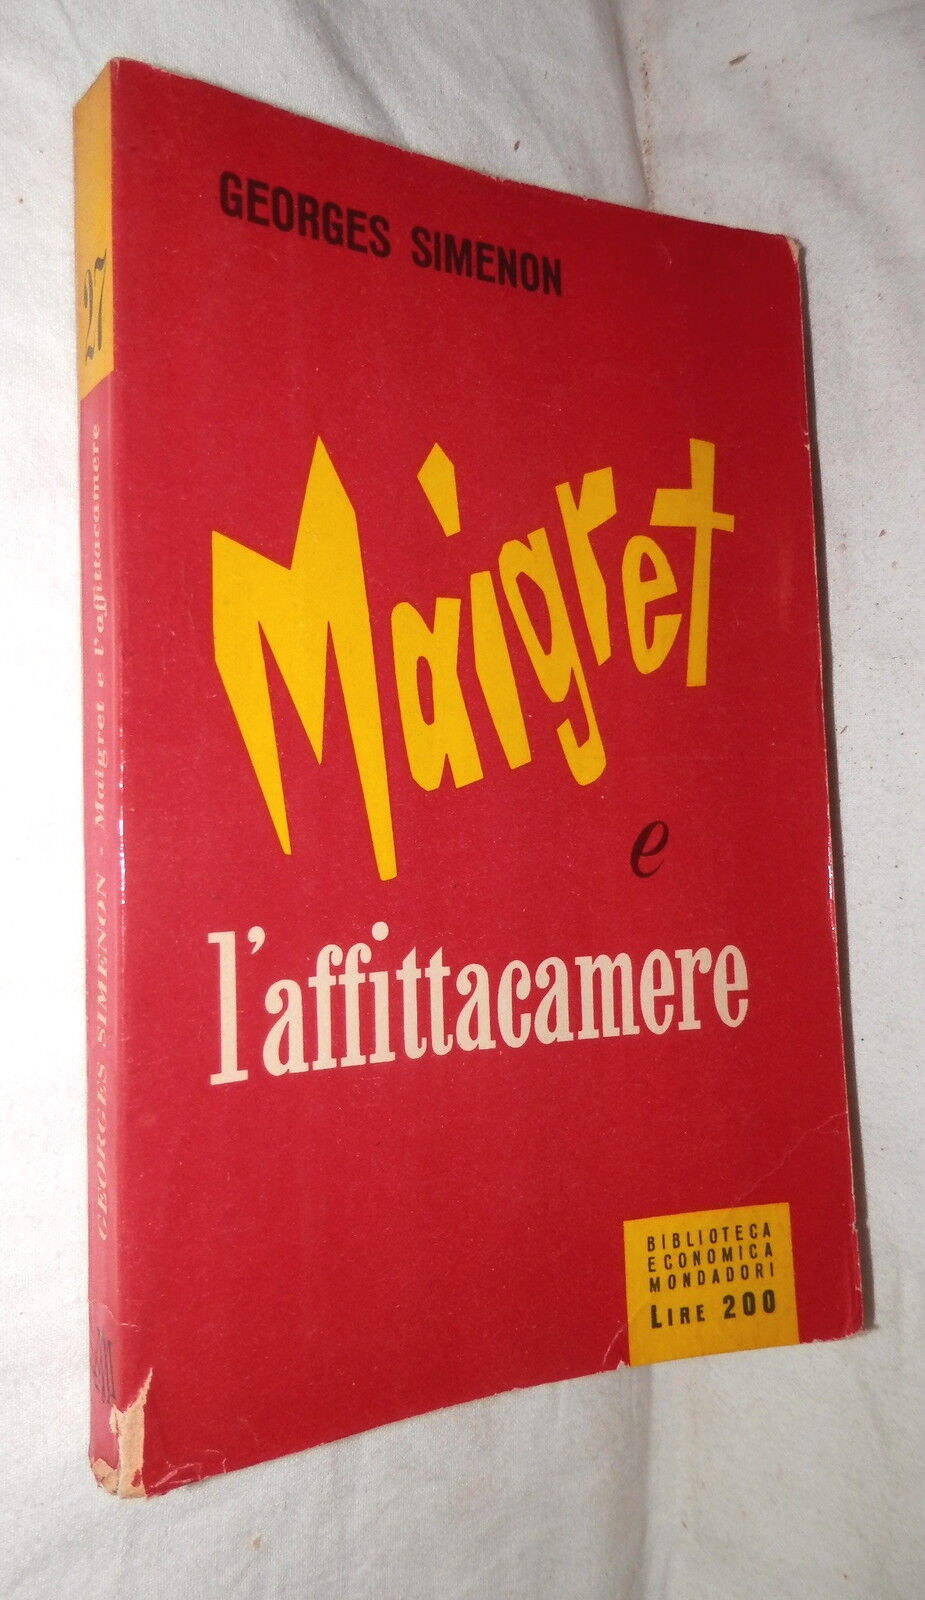 GEORGES SIMENON
Maigret
e
l'affittacamere
BIBLIOTECA
ECONOMICA
MONDADORI
LIRE 200
27
GEORGES SIMENON - Maigret e l'affittacamere